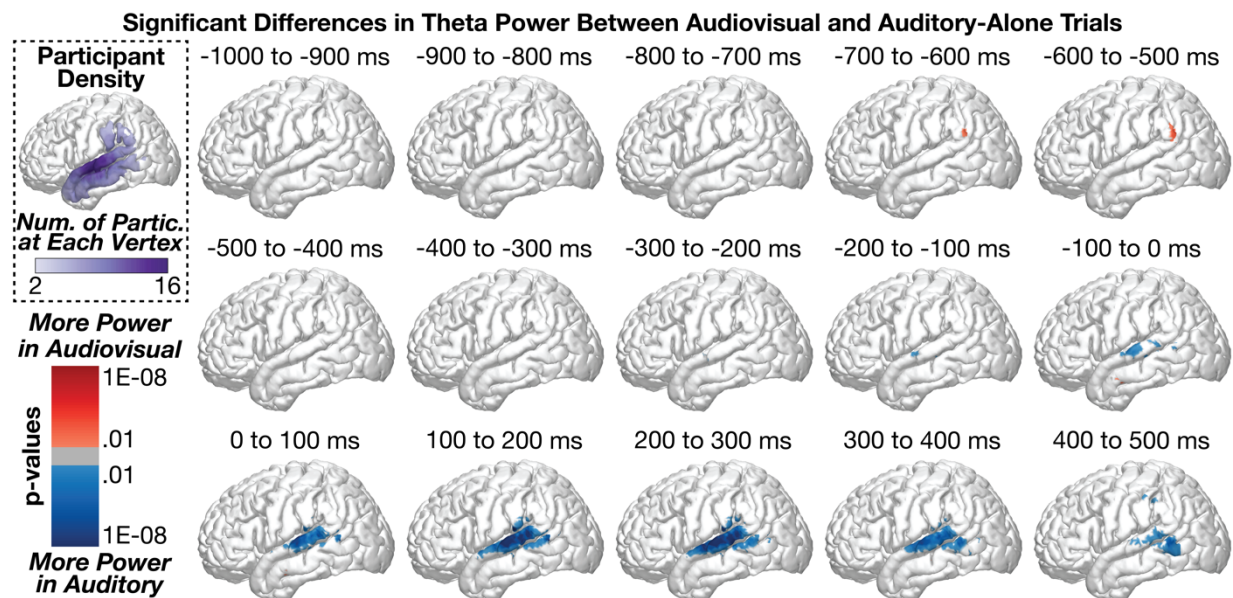 Significant Differences in Theta Power Between Audiovisual and Auditory-Alone Trials
Participant
Density
Num. of Partic.
at Each Vertex
2 16
More Power
in Audiovisual
1E-08
.01
p-values
.01
1E-08
More Power
in Auditory
-1000 to -900 ms
-900 to -800 ms
-800 to -700 ms
-700 to -600 ms
-600 to -500 ms
-500 to -400 ms
-400 to -300 ms
-300 to -200 ms
-200 to -100 ms
-100 to 0 ms
0 to 100 ms
100 to 200 ms
200 to 300 ms
300 to 400 ms
400 to 500 ms